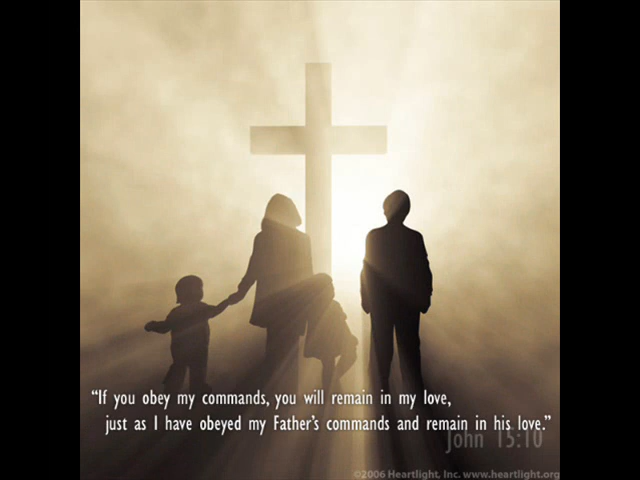 “If you obey my commands, you will remain in my love,
just as I have obeyed my Father’s commands and remain in his love.”
John 15:10
©2006 Heartlight, Inc. www.heartlight.org